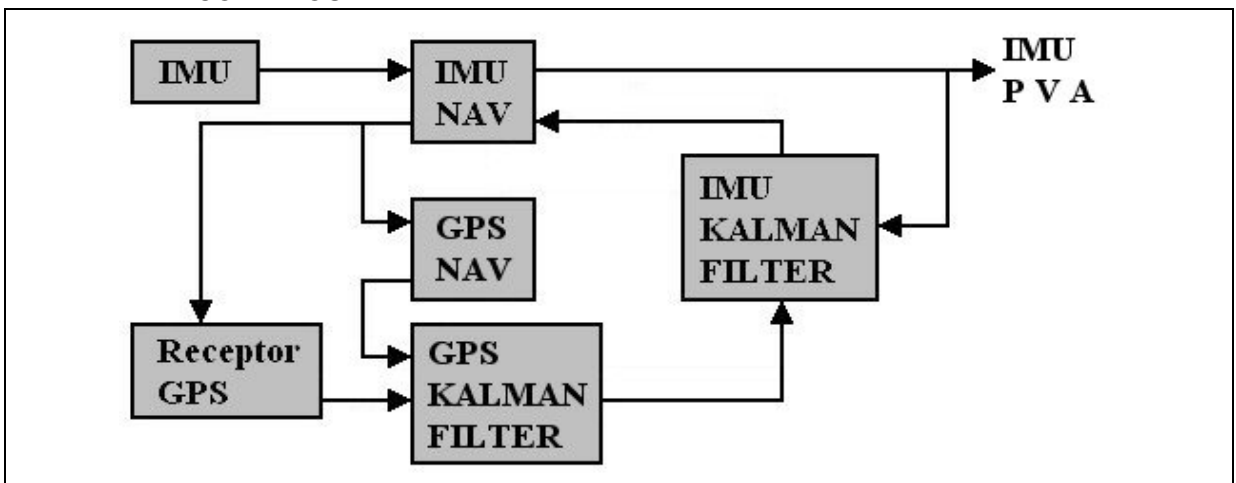 IMU
IMU
NAV
IMU
P V A
IMU
KALMAN
FILTER
GPS
NAV
Receptor
GPS
GPS
KALMAN
FILTER